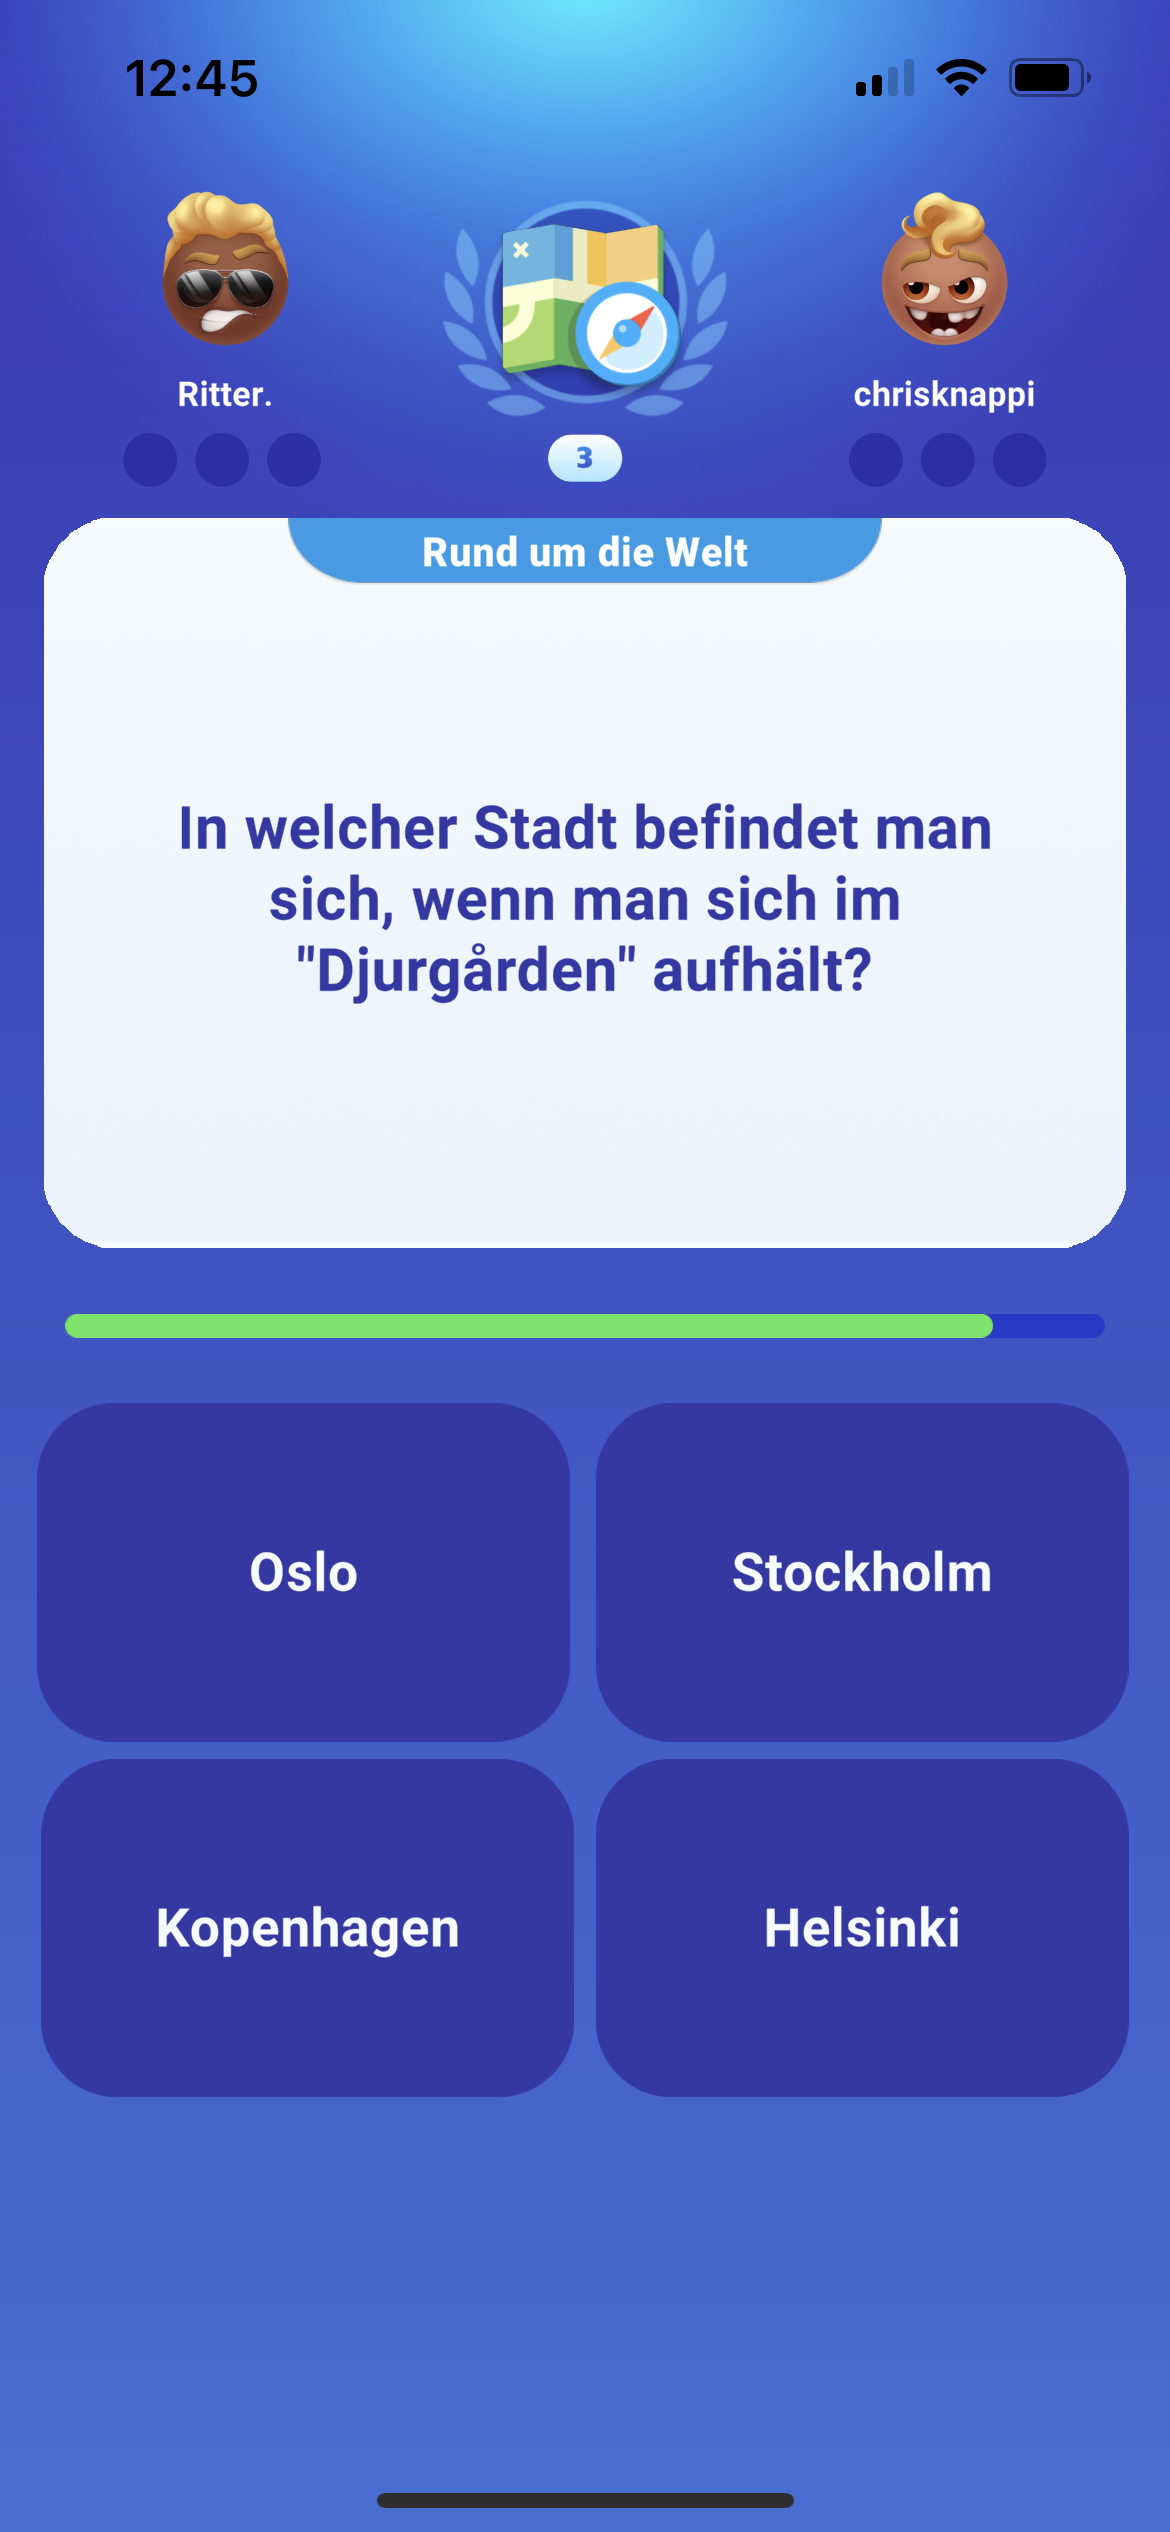 12:45
Ritter.
chrisknappi
3
Rund um die Welt
In welcher Stadt befindet man
sich, wenn man sich im
"Djurgården" aufhält?
Oslo
Stockholm
Kopenhagen
Helsinki